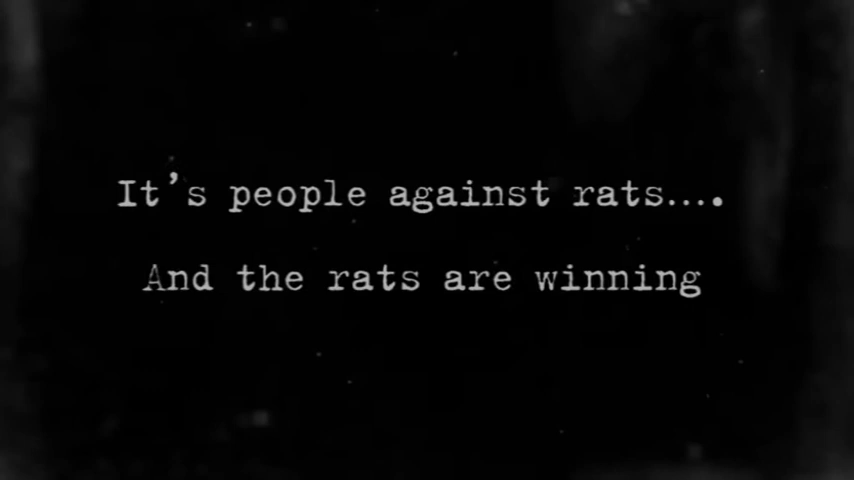 It's people against rats....
And the rats are winning